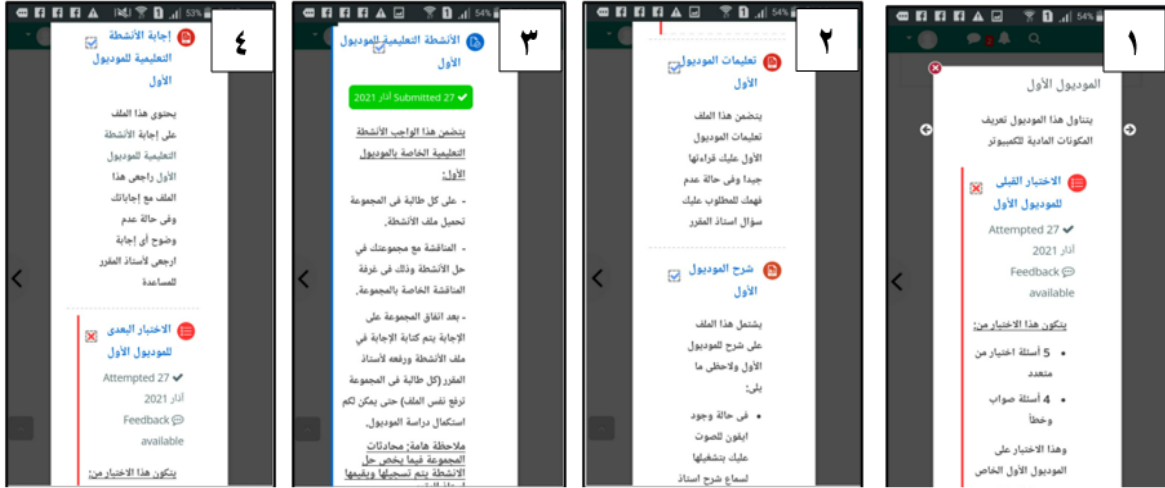 ١
54%
2
الموديول الأول
يتناول هذا الموديول تعريف
المكونات المادية للكمبيوتر
الاختبار القبلى
للموديول الأول
Attempted 27
آذار 2021
Feedback
available
يتكون هذا الاختبار من:
• 5 أسئلة اختيار من
متعدد
• 4 أسئلة صواب
وخطأ
وهذا الاختبار على
الموديول الأول الخاص
٢
54%
تعليمات الموديول
الأول
يتضمن هذا الملف
تعليمات الموديول
الأول عليك قراءتها
جيدا وفى حالة عدم
فهمك للمطلوب عليك
سؤال استاذ المقرر
شرح الموديول
الأول
يشتمل هذا الملف
على شرح للموديول
الأول ولاحظى ما
يلى:
• فى حالة وجود
ايقون للصوت
عليك بتشغيلها
لسماع شرح استاذ
٣
54%
الأنشطة التعليمية للموديول
الأول
Submitted 27 آذار 2021
يتضمن هذا الواجب الأنشطة
التعليمية الخاصة بالموديول
الأول:
- على كل طالبة فى المجموعة
تحميل ملف الأنشطة.
- المناقشة مع مجموعتك في
حل الأنشطة وذلك فى غرفة
المناقشة الخاصة بالمجموعة.
- بعد اتفاق المجموعة على
الإجابة يتم كتابة الإجابة في
ملف الأنشطة ورفعه لأستاذ
المقرر (كل طالبة فى المجموعة
ترفع نفس الملف) حتى يمكن لكم
استكمال دراسة الموديول.
ملاحظة هامة: محادثات
المجموعة فيما يخص حل
الانشطة يتم تسجيلها ويقيمها
٤
53%
إجابة الأنشطة
التعليمية للموديول
الأول
يحتوى هذا الملف
على إجابة الأنشطة
التعليمية للموديول
الأول راجعى هذا
الملف مع إجاباتك
وفى حالة عدم
وضوح أى إجابة
ارجعى لأستاذ المقرر
للمساعدة
الاختبار البعدى
للموديول الأول
Attempted 27
آذار 2021
Feedback
available
يتكون هذا الاختبار من: